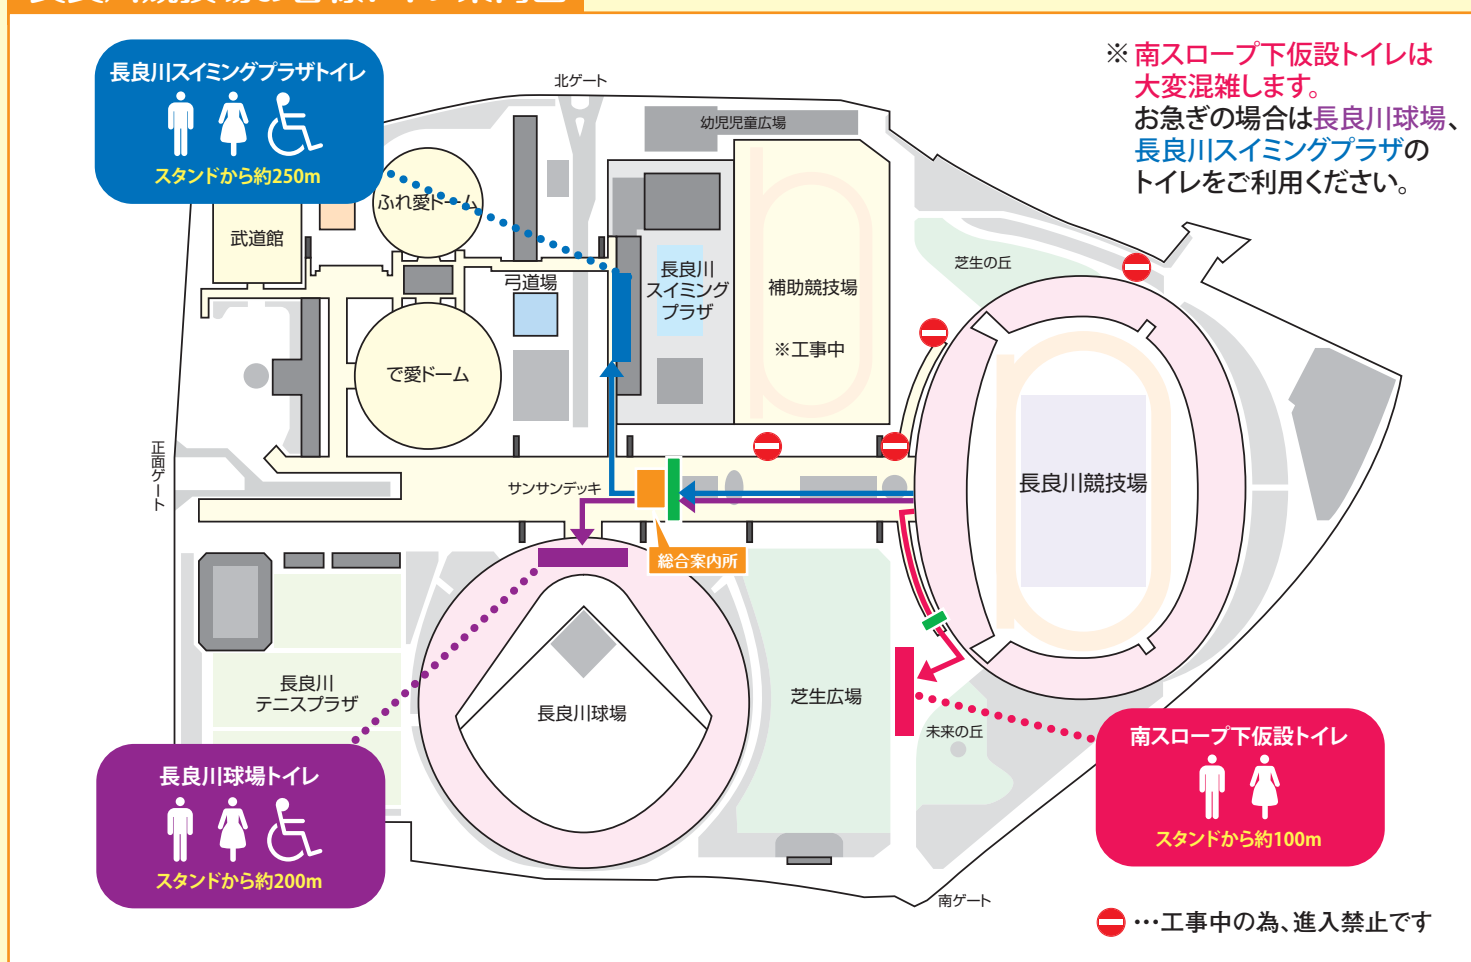 長良川スイミングプラザトイレ
スタンドから約250m
※南スロープ下仮設トイレは
大変混雑します。
お急ぎの場合は長良川球場、
長良川スイミングプラザの
トイレをご利用ください。
北ゲート
幼児児童広場
ふれ愛ドーム
武道館
弓道場
長良川
スイミング
プラザ
補助競技場
※工事中
芝生の丘
で愛ドーム
正面ゲート
サンサンデッキ
長良川競技場
総合案内所
長良川
テニスプラザ
長良川球場
芝生広場
未来の丘
南スロープ下仮設トイレ
スタンドから約100m
長良川球場トイレ
スタンドから約200m
南ゲート
…工事中の為、進入禁止です